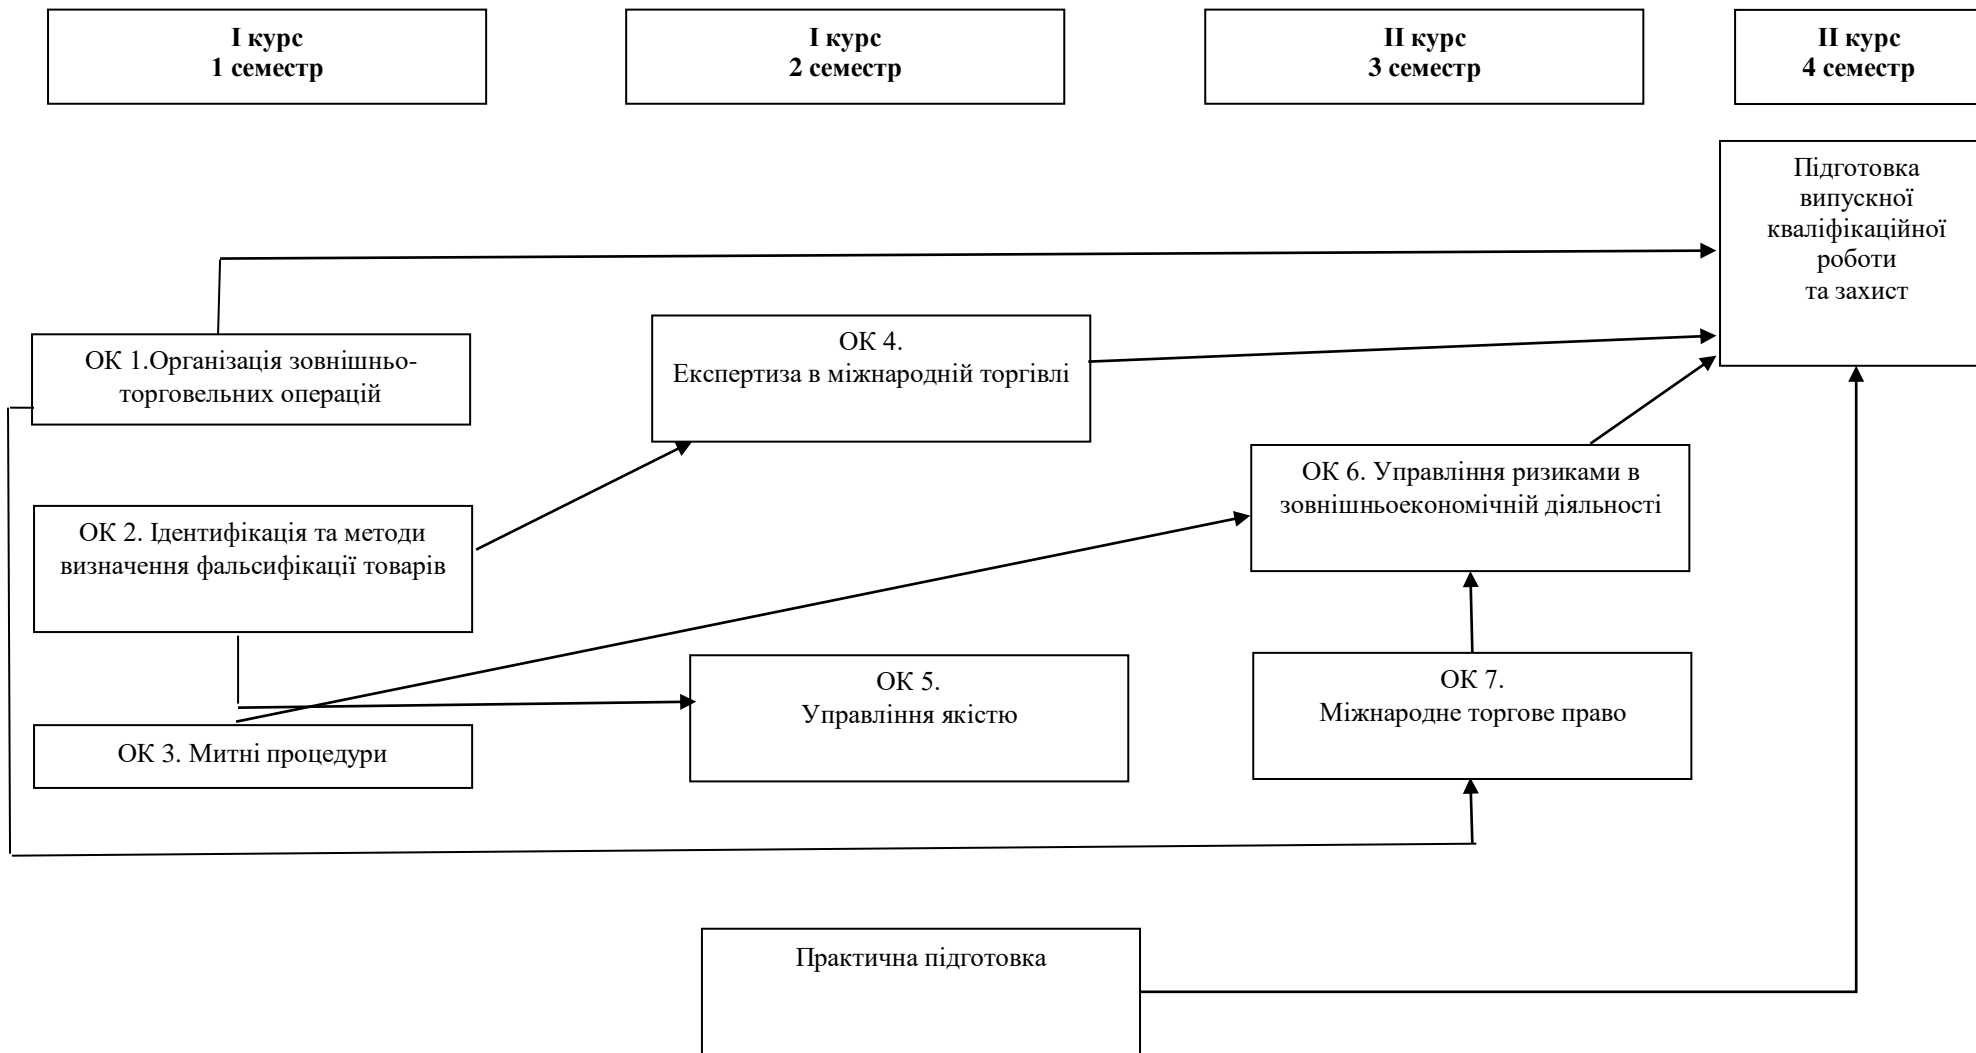 І курс
1 семестр
І курс
2 семестр
ІІ курс
3 семестр
ІІ курс
4 семестр
Підготовка
випускної
кваліфікаційної
роботи
та захист
ОК 1.Організація зовнішньо-
торговельних операцій
ОК 4.
Експертиза в міжнародній торгівлі
ОК 6. Управління ризиками в
зовнішньоекономічній діяльності
ОК 2. Ідентифікація та методи
визначення фальсифікації товарів
ОК 5.
Управління якістю
ОК 7.
Міжнародне торгове право
ОК 3. Митні процедури
Практична підготовка